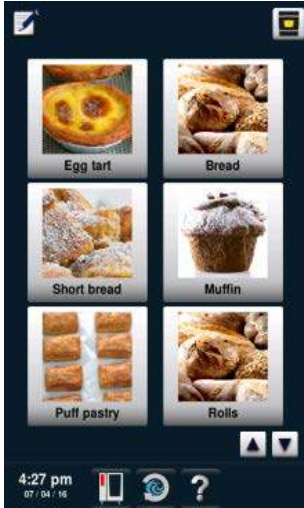 Egg tart
Bread
Short bread
Muffin
Puff pastry
Rolls
4:27 pm
07 / 04 / 16
?